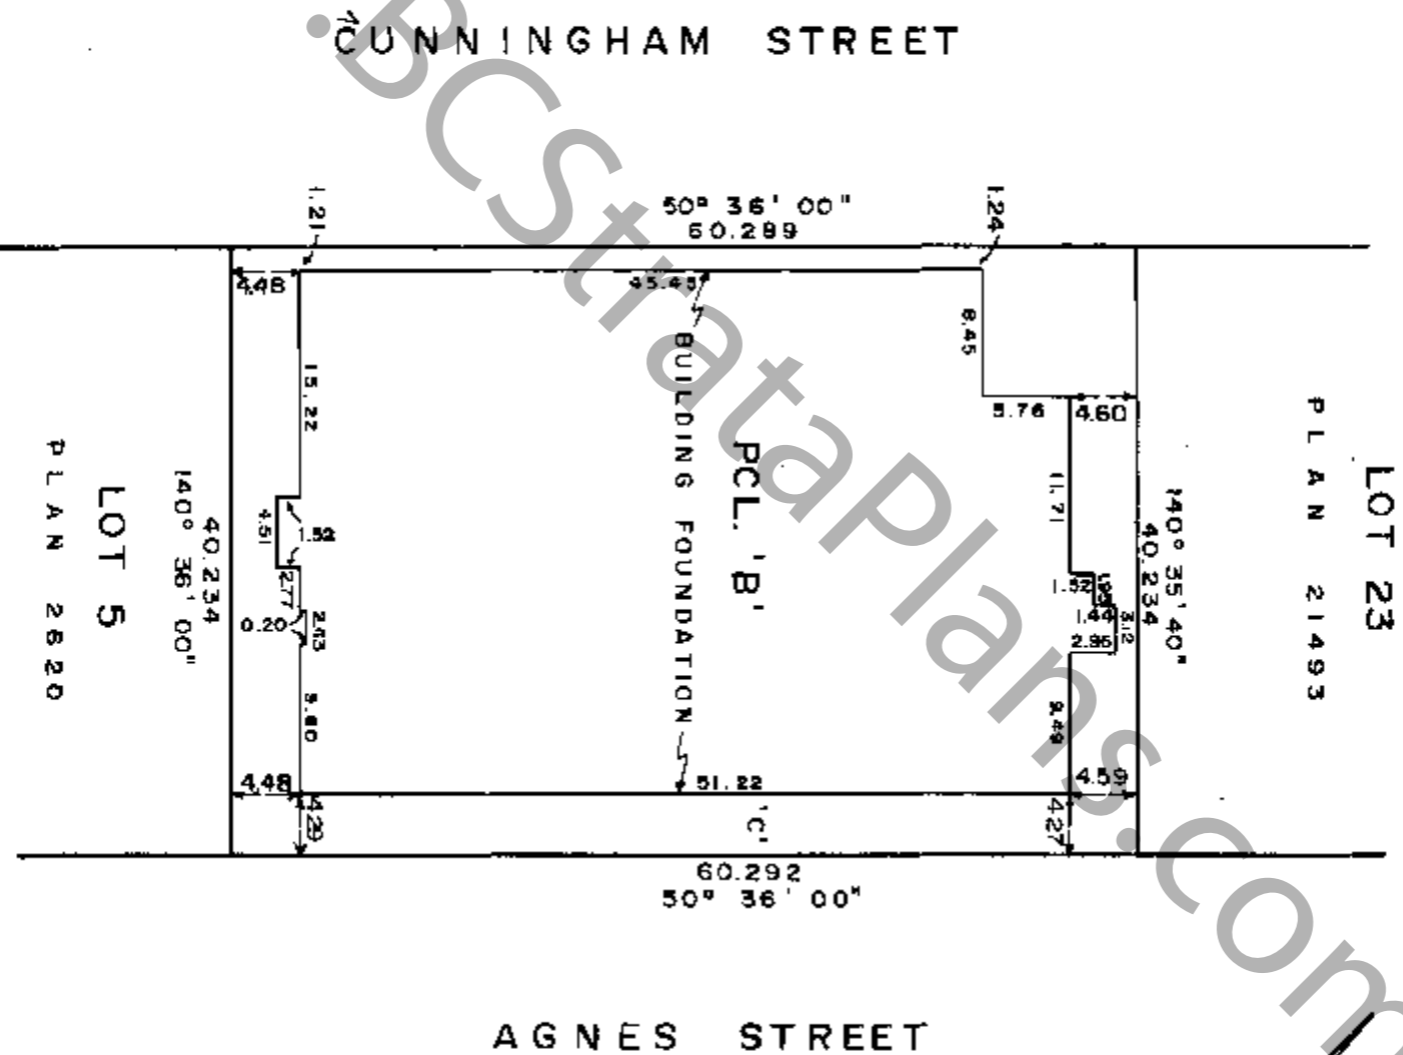 CUNNINGHAM STREET
50° 36' 00"
60.289
1.21
1.24
4.48
45.45
8.45
15.22
5.76
4.60
BUILDING FOUNDATION
PCL. 'B'
11.71
4.51
1.52
2.77
0.20
2.43
9.80
1.52
1.44
3.12
2.96
9.49
LOT 5
PLAN 2620
40.234
140° 36' 00"
140° 35' 40"
40.234
LOT 23
PLAN 21493
4.48
51.22
4.59
4.29
'C'
4.27
60.292
50° 36' 00"
AGNES STREET
.BCStrataPlans.com